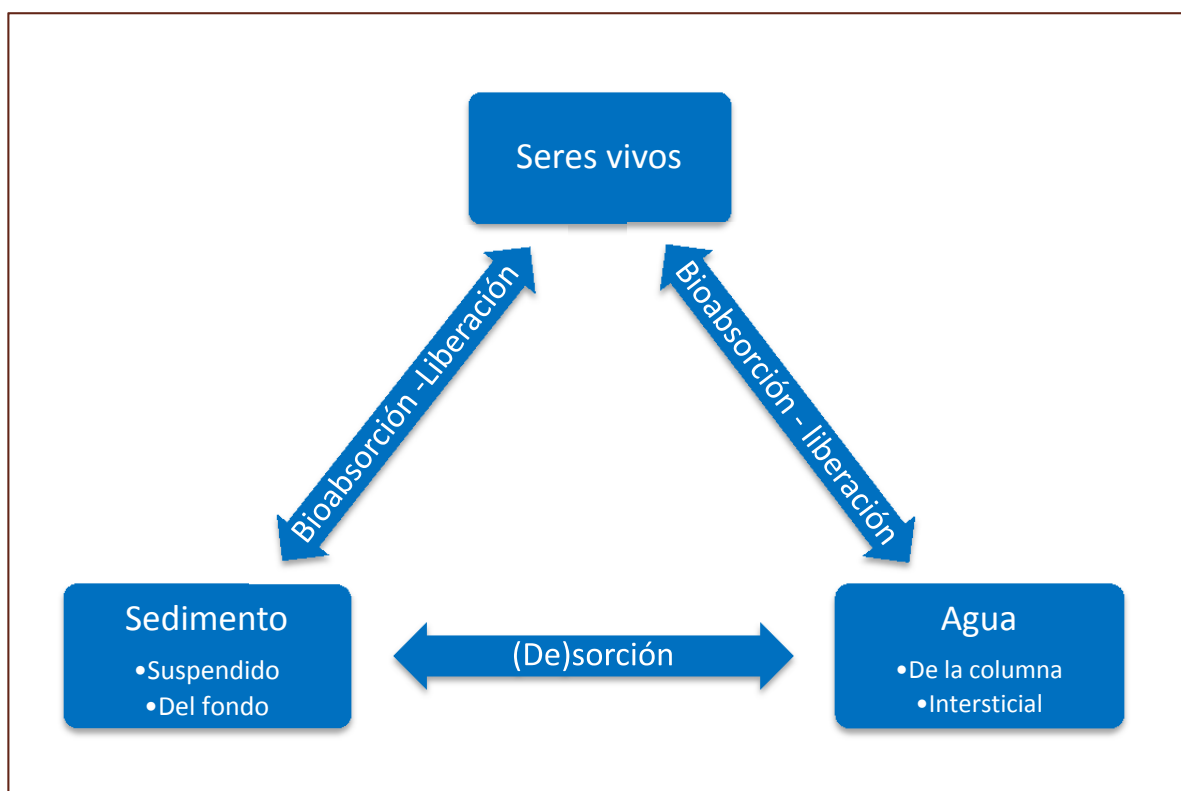 Seres vivos
Bioabsorción -Liberación
Bioabsorción - liberación
Sedimento
•Suspendido
•Del fondo
(De)sorción
Agua
•De la columna
•Intersticial